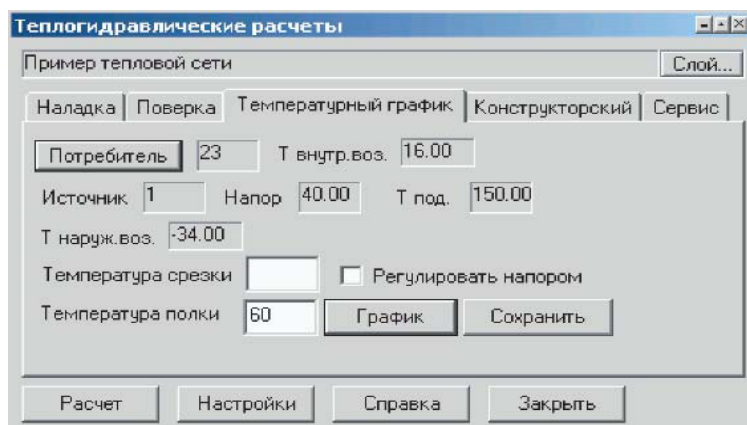 Теплогидравлические расчеты
Пример тепловой сети Слой...
Наладка Поверка Температурный график Конструкторский Сервис
Потребитель 23 Т внутр.воз. 16.00
Источник 1 Напор 40.00 Т под. 150.00
Т наруж.воз. -34.00
Температура срезки Регулировать напором
Температура полки 60 График Сохранить
Расчет Настройки Справка Закрыть